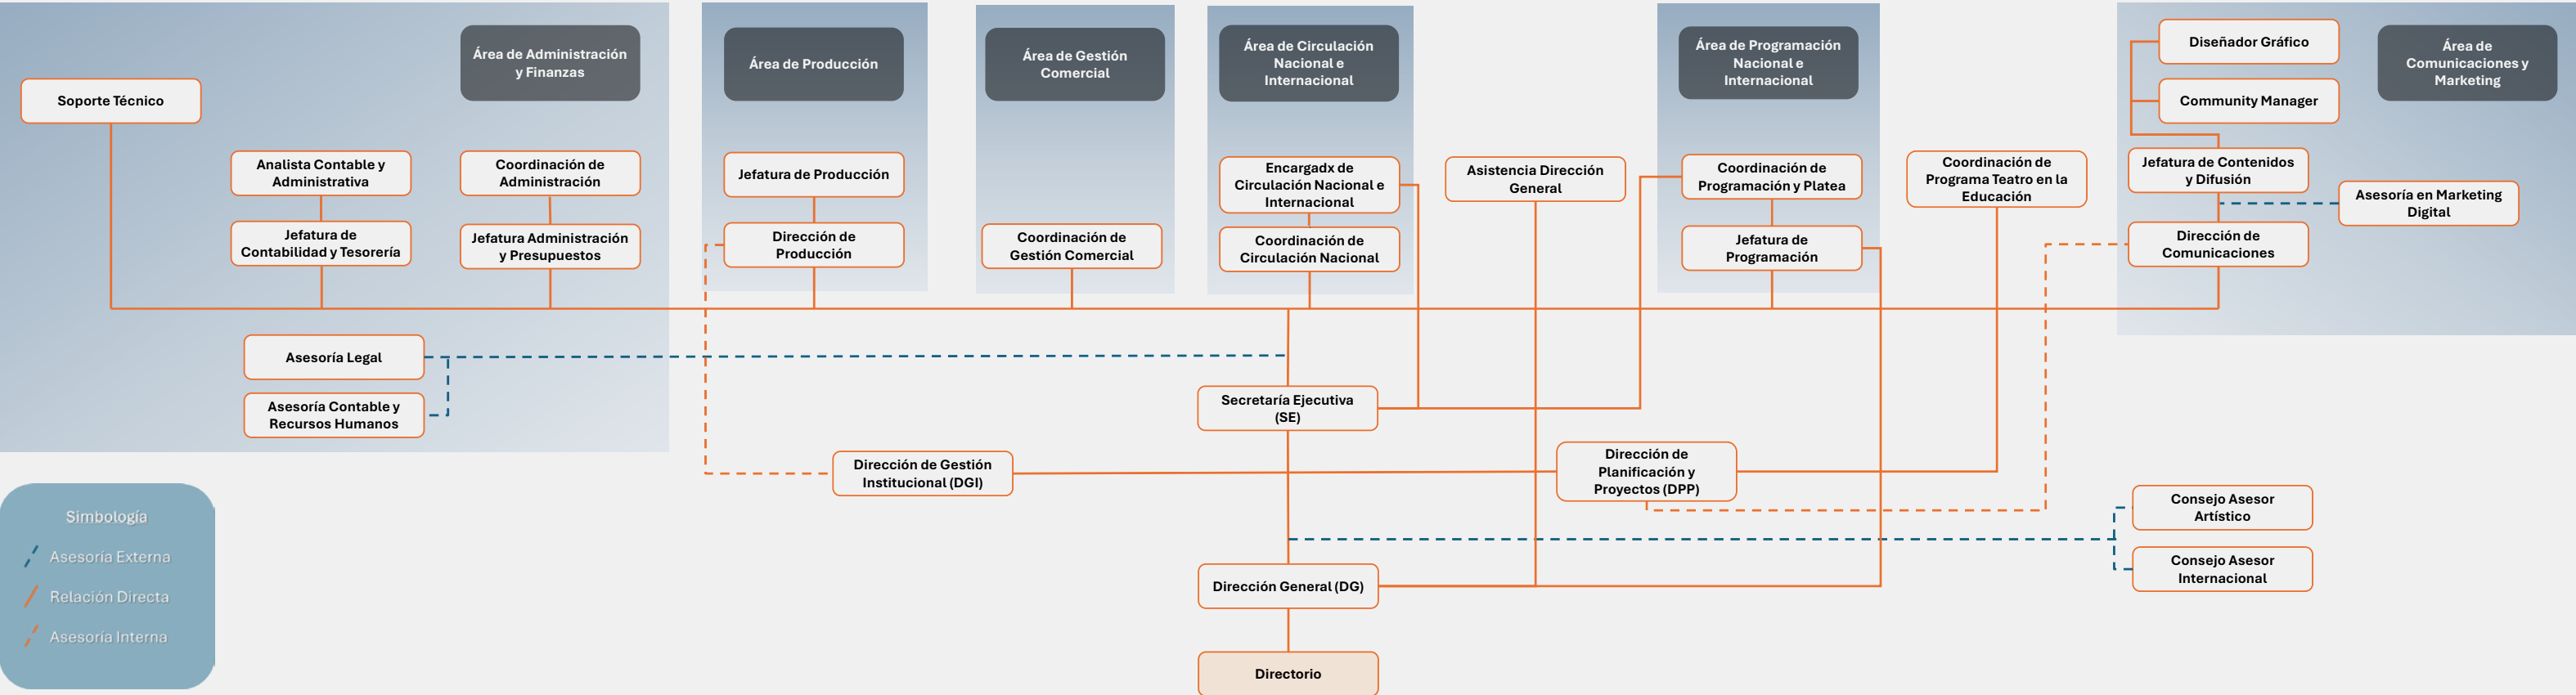 Área de Administración
y Finanzas
Área de Producción
Área de Gestión
Comercial
Área de Circulación
Nacional e
Internacional
Área de Programación
Nacional e
Internacional
Diseñador Gráfico
Área de
Comunicaciones y
Marketing
Community Manager
Soporte Técnico
Analista Contable y
Administrativa
Coordinación de
Administración
Jefatura de Producción
Encargadx de
Circulación Nacional e
Internacional
Asistencia Dirección
General
Coordinación de
Programación y Platea
Coordinación de
Programa Teatro en la
Educación
Jefatura de Contenidos
y Difusión
Asesoría en Marketing
Digital
Jefatura de
Contabilidad y Tesorería
Jefatura Administración
y Presupuestos
Dirección de
Producción
Coordinación de
Gestión Comercial
Coordinación de
Circulación Nacional
Jefatura de
Programación
Dirección de
Comunicaciones
Asesoría Legal
Asesoría Contable y
Recursos Humanos
Secretaría Ejecutiva
(SE)
Dirección de Gestión
Institucional (DGI)
Dirección de
Planificación y
Proyectos (DPP)
Consejo Asesor
Artístico
Consejo Asesor
Internacional
Dirección General (DG)
Directorio
Simbología
Asesoría Externa
Relación Directa
Asesoría Interna